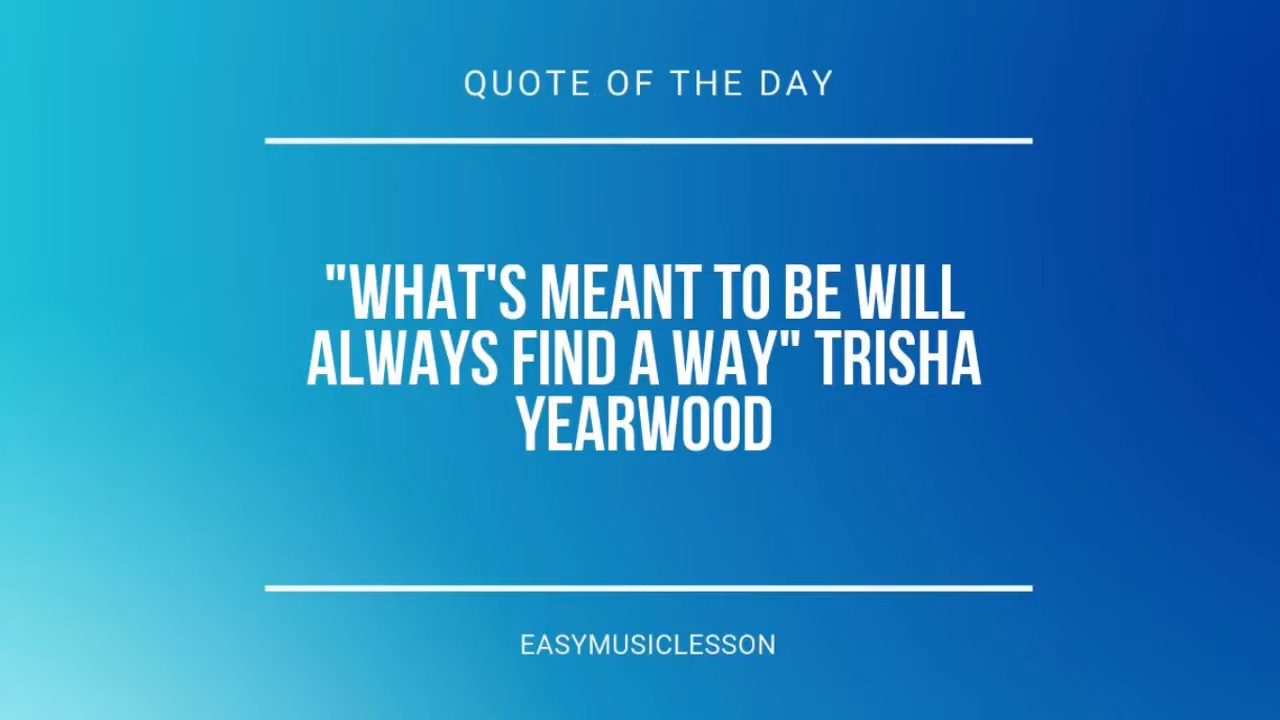 QUOTE OF THE DAY
"WHAT'S MEANT TO BE WILL
ALWAYS FIND A WAY" TRISHA
YEARWOOD
EASYMUSICLESSON